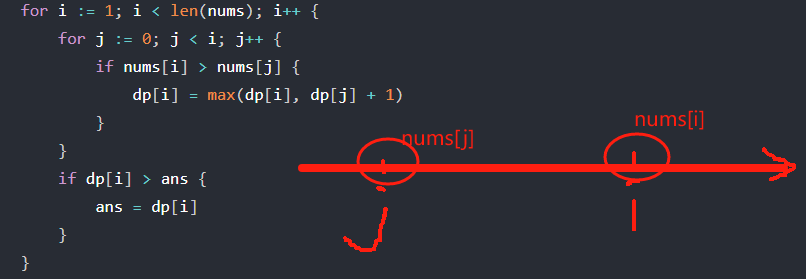 for i := 1; i < len(nums); i++ {
for j := 0; j < i; j++ {
if nums[i] > nums[j] {
dp[i] = max(dp[i], dp[j] + 1)
}
}
if dp[i] > ans {
ans = dp[i]
}
}
nums[j]
nums[i]
j
i